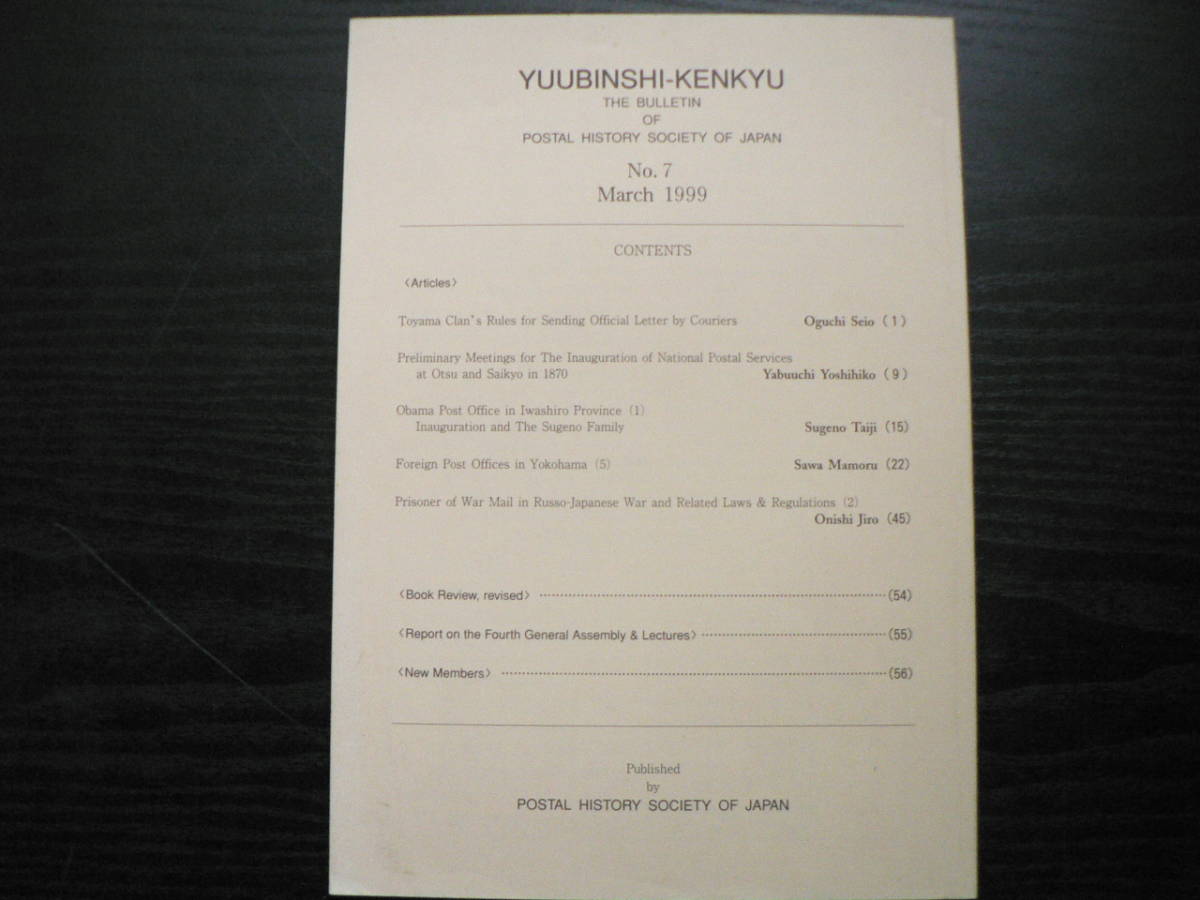 YUUBINSHI-KENKYU
THE BULLETIN
OF
POSTAL HISTORY SOCIETY OF JAPAN
No. 7
March 1999
CONTENTS
〈Articles〉
Toyama Clan's Rules for Sending Official Letter by Couriers Oguchi Seio (1)
Preliminary Meetings for The Inauguration of National Postal Services
at Otsu and Saikyo in 1870 Yabuuchi Yoshihiko (9)
Obama Post Office in Iwashiro Province (1)
Inauguration and The Sugeno Family Sugeno Taiji (15)
Foreign Post Offices in Yokohama (5) Sawa Mamoru (22)
Prisoner of War Mail in Russo-Japanese War and Related Laws & Regulations (2)
Onishi Jiro (45)
〈Book Review, revised〉 ………………………………………………(54)
〈Report on the Fourth General Assembly & Lectures〉 ………………………(55)
〈New Members〉 ……………………………………………………(56)
Published
by
POSTAL HISTORY SOCIETY OF JAPAN